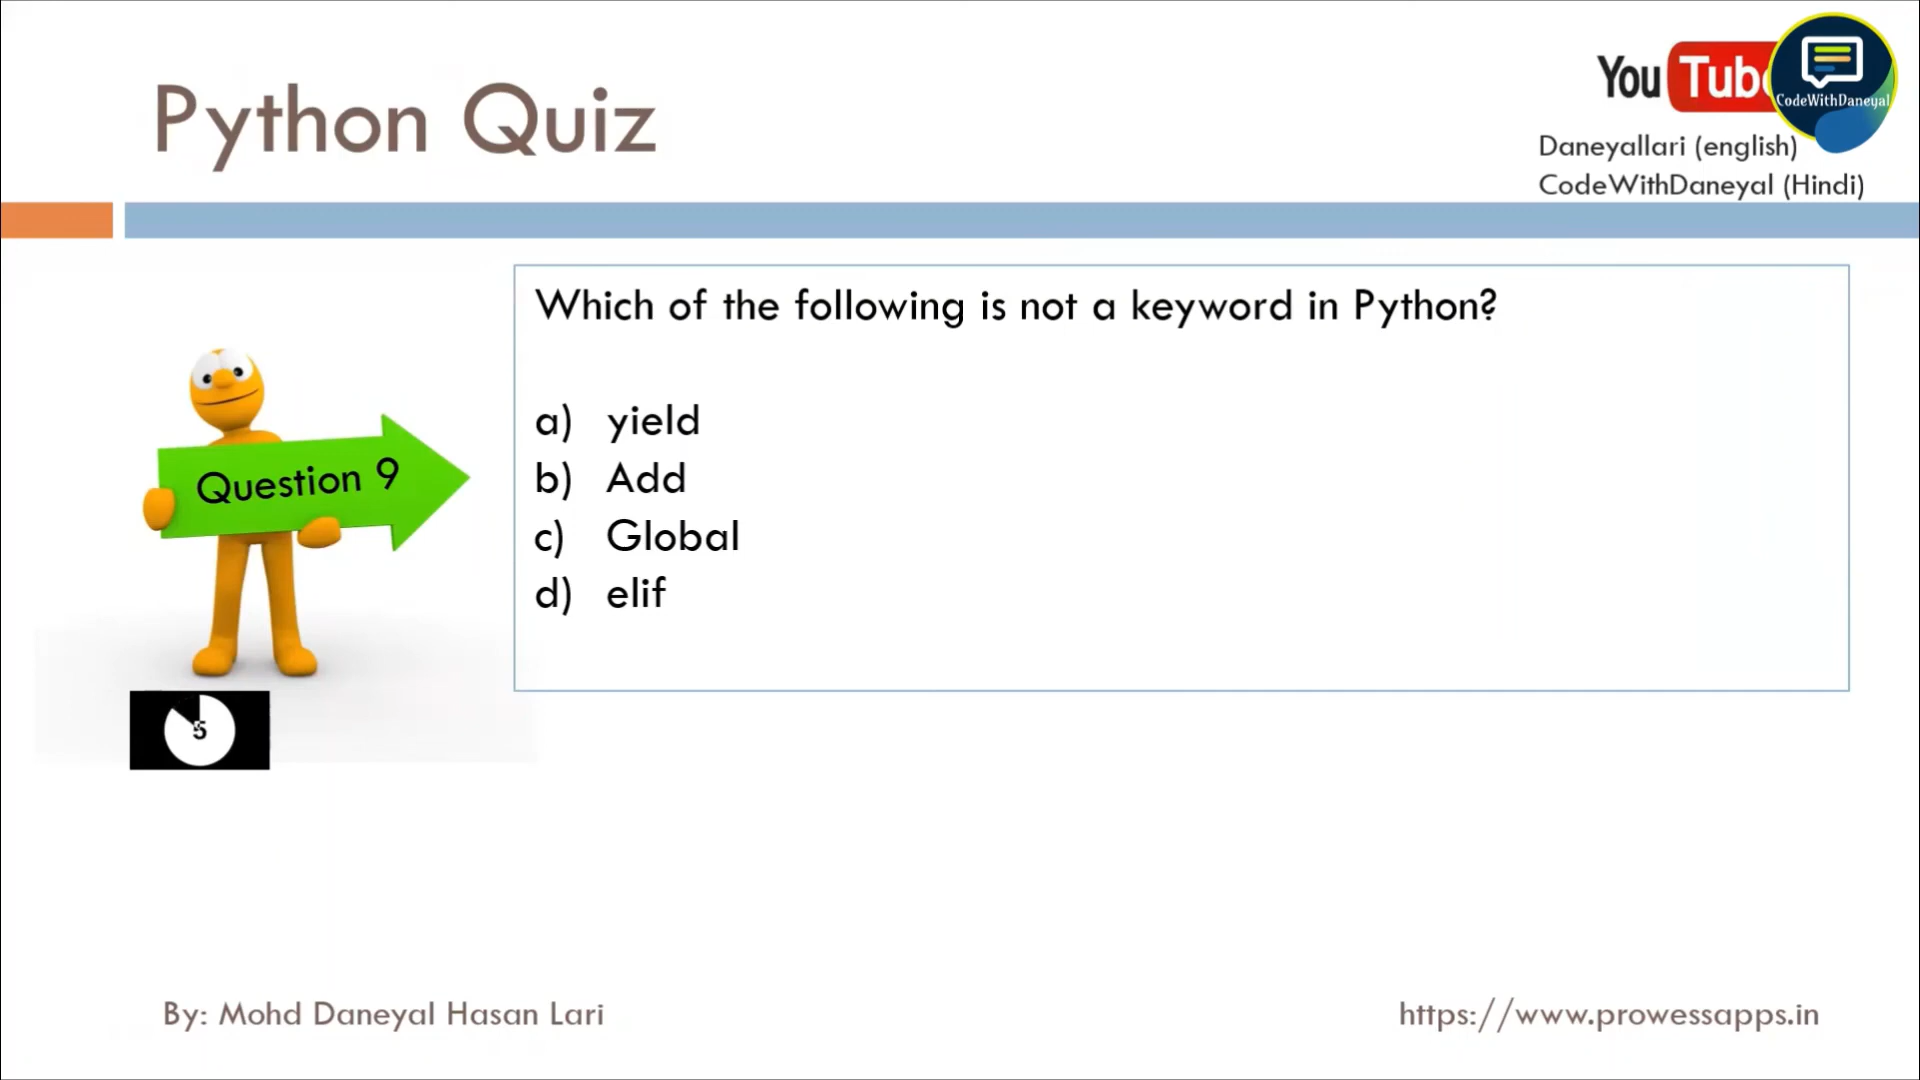 Python Quiz
You Tube
CodeWithDaneyal
Daneyallari (english)
CodeWithDaneyal (Hindi)
Which of the following is not a keyword in Python?
a) yield
b) Add
c) Global
d) elif
Question 9
5
By: Mohd Daneyal Hasan Lari
https://www.prowessapps.in